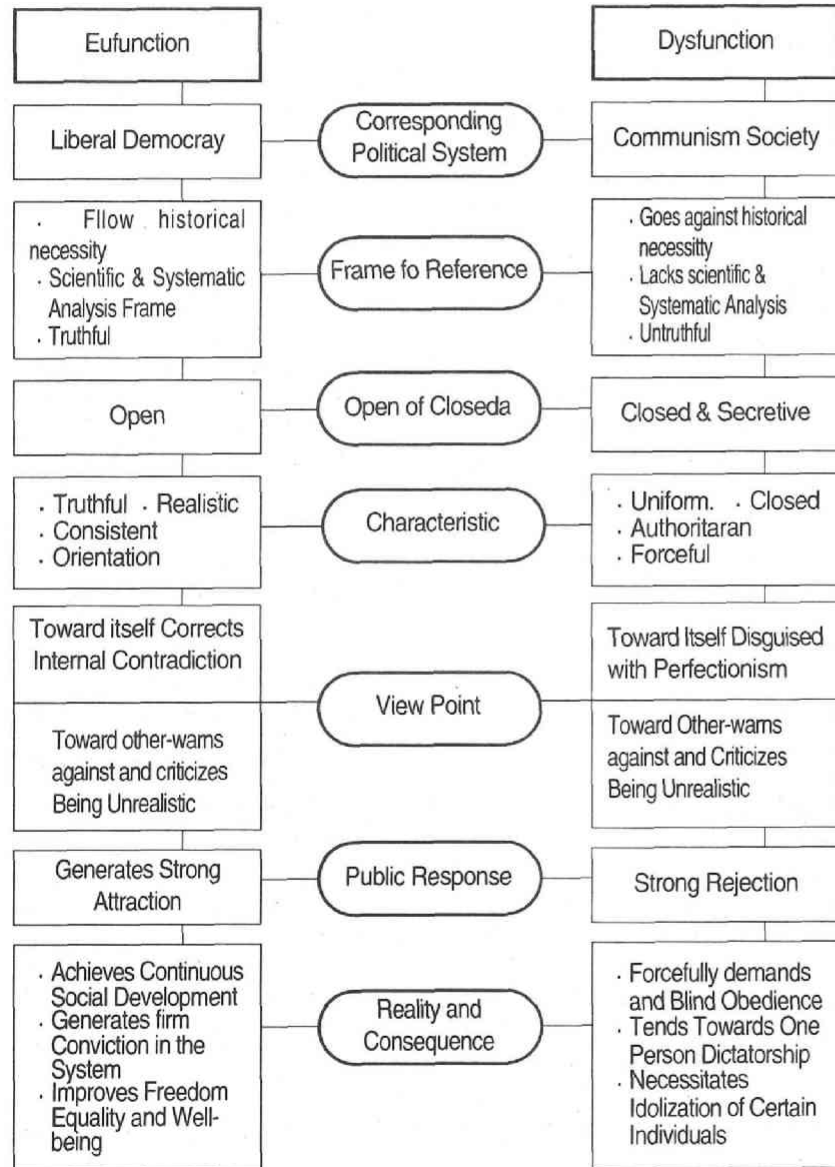 Eufunction
Dysfunction
Liberal Democray
Corresponding
Political System
Communism Society
· Fllow historical
necessity
· Scientific & Systematic
Analysis Frame
· Truthful
Frame fo Reference
· Goes against historical
necessitty
· Lacks scientific &
Systematic Analysis
· Untruthful
Open
Open of Closeda
Closed & Secretive
· Truthful · Realistic
· Consistent
· Orientation
Characteristic
· Uniform. · Closed
· Authoritaran
· Forceful
Toward itself Corrects
Internal Contradiction
Toward other-warns
against and criticizes
Being Unrealistic
View Point
Toward Itself Disguised
with Perfectionism
Toward Other-warns
against and Criticizes
Being Unrealistic
Generates Strong
Attraction
Public Response
Strong Rejection
· Achieves Continuous
Social Development
· Generates firm
Conviction in the
System
· Improves Freedom
Equality and Well-
being
Reality and
Consequence
· Forcefully demands
and Blind Obedience
· Tends Towards One
Person Dictatorship
· Necessitates
Idolization of Certain
Individuals